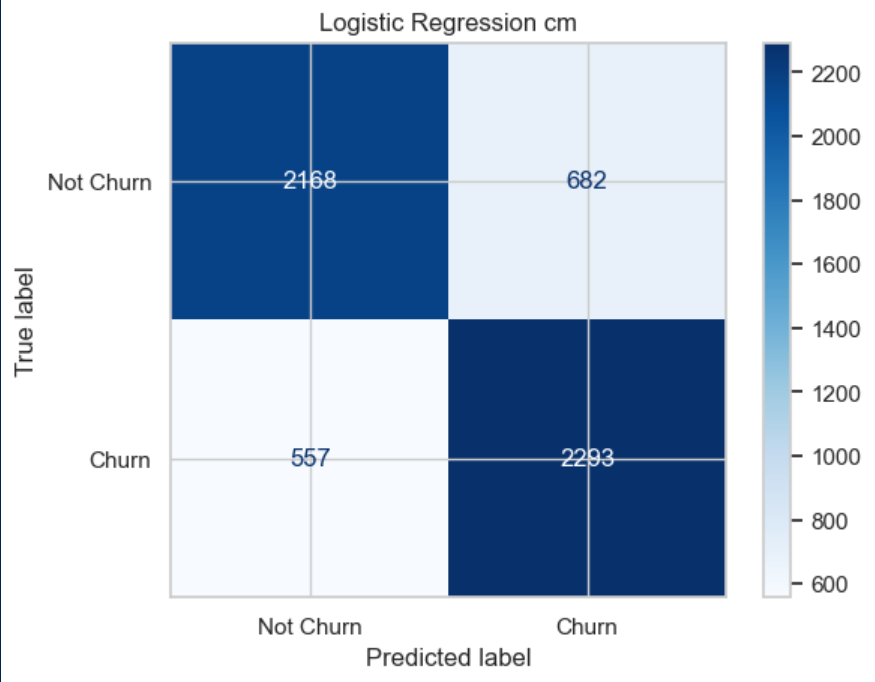 Logistic Regression cm
True label
Not Churn
2168 682
Churn
557 2293
Not Churn Churn
Predicted label
2200
2000
1800
1600
1400
1200
1000
800
600